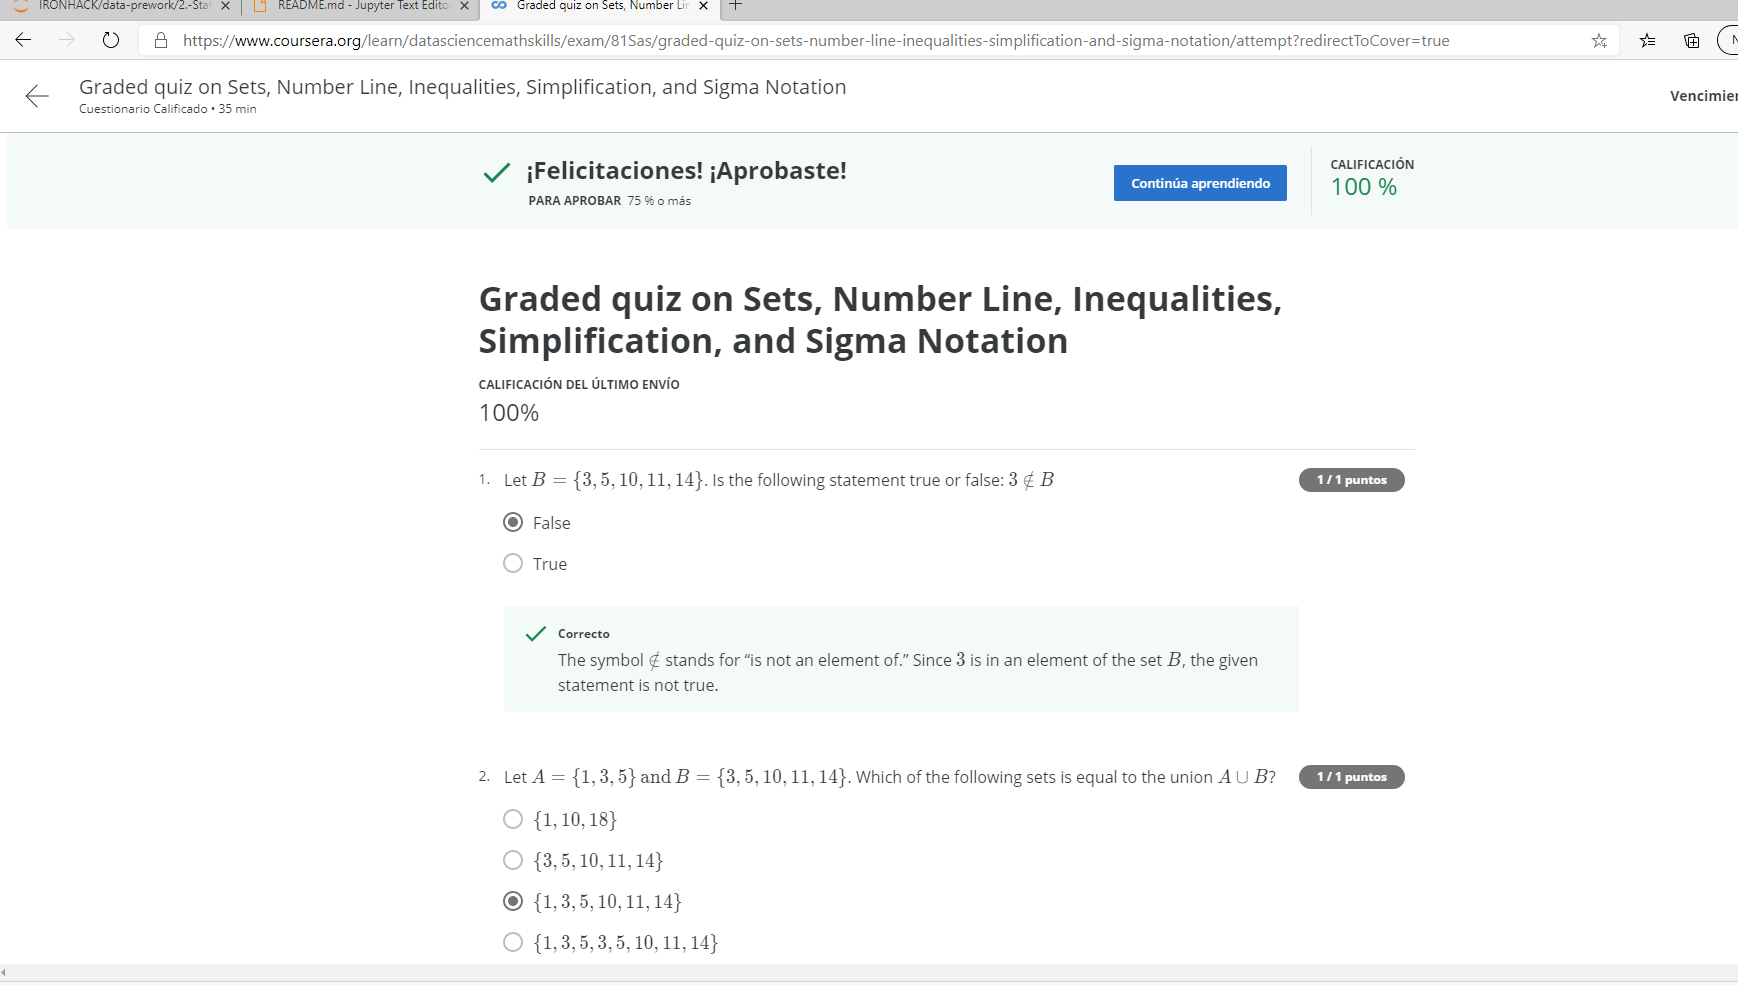 IRONHACK/data-prework/2.-Stat
README.md - Jupyter Text Edito
Graded quiz on Sets, Number Lin
https://www.coursera.org/learn/datasciencemathskills/exam/81Sas/graded-quiz-on-sets-number-line-inequalities-simplification-and-sigma-notation/attempt?redirectToCover=true
Graded quiz on Sets, Number Line, Inequalities, Simplification, and Sigma Notation
Cuestionario Calificado • 35 min
Vencimien
¡Felicitaciones! ¡Aprobaste!
PARA APROBAR 75 % o más
Continúa aprendiendo
CALIFICACIÓN
100 %
Graded quiz on Sets, Number Line, Inequalities,
Simplification, and Sigma Notation
CALIFICACIÓN DEL ÚLTIMO ENVÍO
100%
1. Let B = {3, 5, 10, 11, 14}. Is the following statement true or false: 3 ∉ B
1 / 1 puntos
False
True
Correcto
The symbol ∉ stands for “is not an element of.” Since 3 is in an element of the set B, the given
statement is not true.
2. Let A = {1, 3, 5} and B = {3, 5, 10, 11, 14}. Which of the following sets is equal to the union A ∪ B?
1 / 1 puntos
{1, 10, 18}
{3, 5, 10, 11, 14}
{1, 3, 5, 10, 11, 14}
{1, 3, 5, 3, 5, 10, 11, 14}